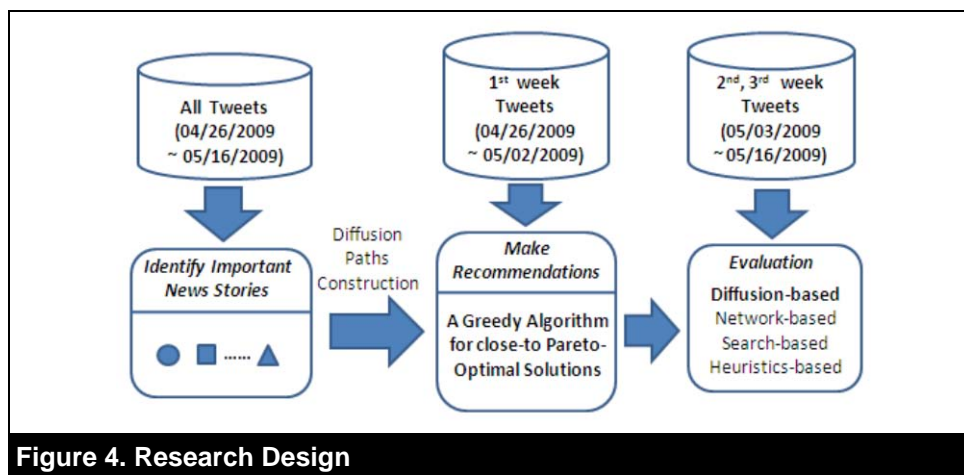 All Tweets
(04/26/2009
~ 05/16/2009)
1st week
Tweets
(04/26/2009
~ 05/02/2009)
2nd, 3rd week
Tweets
(05/03/2009
~ 05/16/2009)
Identify Important
News Stories
......
Diffusion
Paths
Construction
Make
Recommendations
A Greedy Algorithm
for close-to Pareto-
Optimal Solutions
Evaluation
Diffusion-based
Network-based
Search-based
Heuristics-based
Figure 4. Research Design